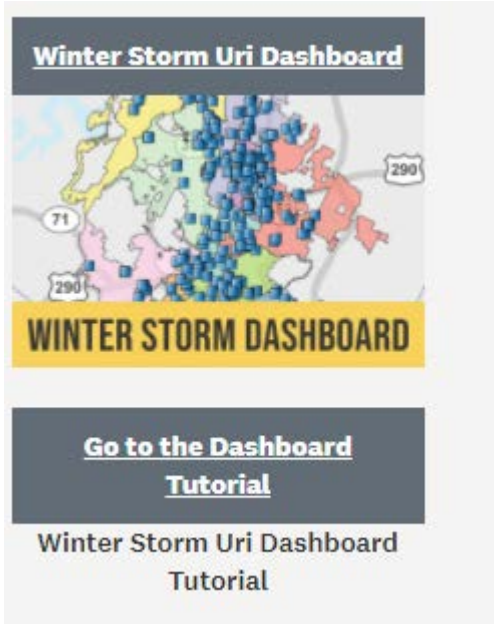 Winter Storm Uri Dashboard
290
71
290
WINTER STORM DASHBOARD
Go to the Dashboard
Tutorial
Winter Storm Uri Dashboard
Tutorial